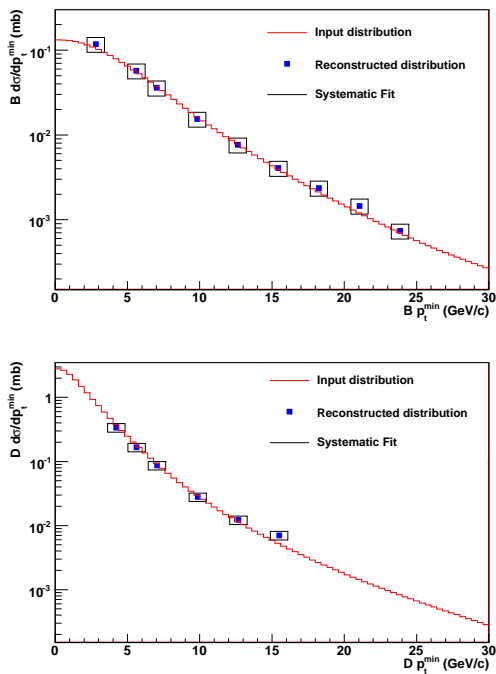 B dσ/dp_t^min (mb)
10⁻¹
10⁻²
10⁻³
Input distribution
Reconstructed distribution
Systematic Fit
0 5 10 15 20 25 30
B p_t^min (GeV/c)
D dσ/dp_t^min (mb)
1
10⁻¹
10⁻²
10⁻³
Input distribution
Reconstructed distribution
Systematic Fit
0 5 10 15 20 25 30
D p_t^min (GeV/c)